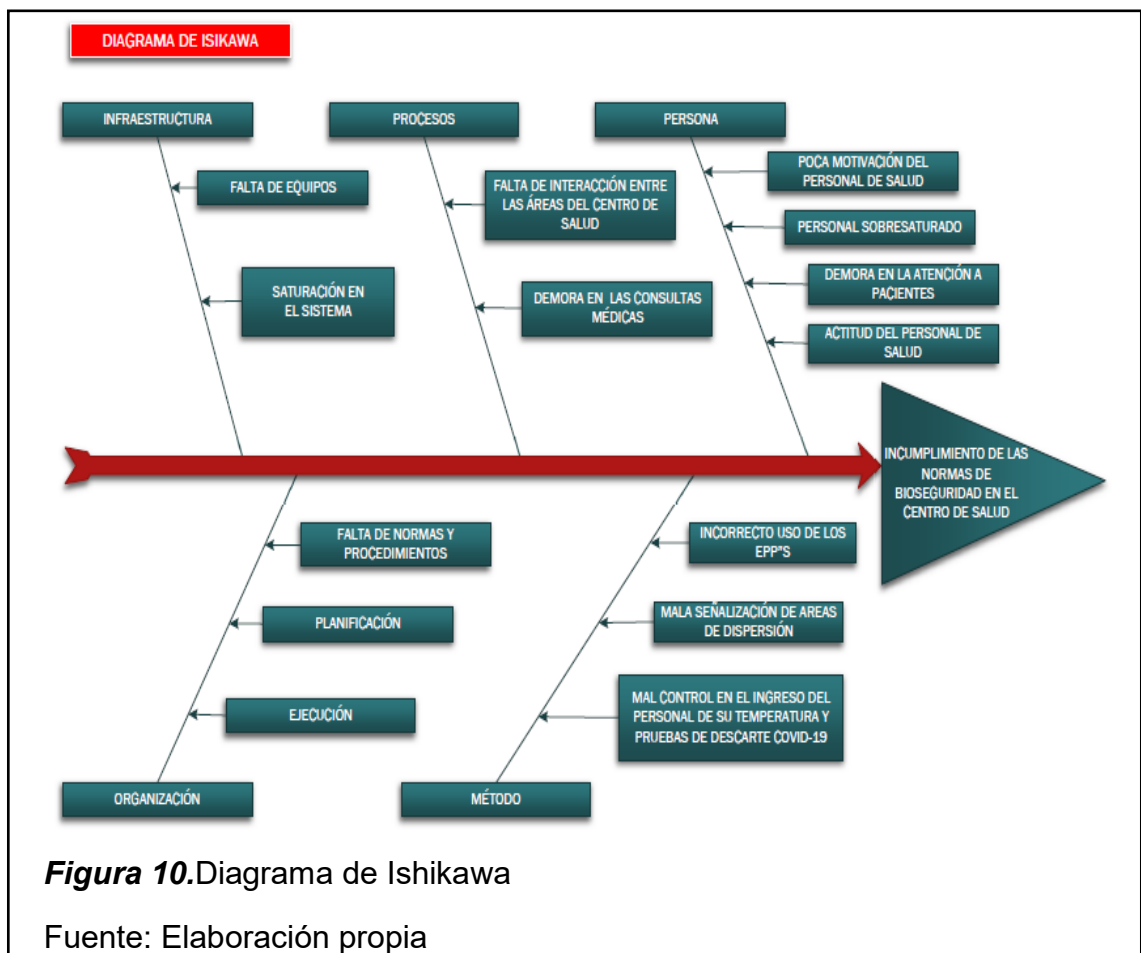 DIAGRAMA DE ISIKAWA
INFRAESTRUCTURA
PROCESOS
PERSONA
FALTA DE EQUIPOS
SATURACIÓN EN
EL SISTEMA
FALTA DE INTERACCIÓN ENTRE
LAS ÁREAS DEL CENTRO DE
SALUD
DEMORA EN LAS CONSULTAS
MÉDICAS
POCA MOTIVACIÓN DEL
PERSONAL DE SALUD
PERSONAL SOBRESATURADO
DEMORA EN LA ATENCIÓN A
PACIENTES
ACTITUD DEL PERSONAL DE
SALUD
INCUMPLIMIENTO DE LAS
NORMAS DE
BIOSEGURIDAD EN EL
CENTRO DE SALUD
FALTA DE NORMAS Y
PROCEDIMIENTOS
PLANIFICACIÓN
EJECUCIÓN
INCORRECTO USO DE LOS
EPP"S
MALA SEÑALIZACIÓN DE AREAS
DE DISPERSIÓN
MAL CONTROL EN EL INGRESO DEL
PERSONAL DE SU TEMPERATURA Y
PRUEBAS DE DESCARTE COVID-19
ORGANIZACIÓN
MÉTODO
Figura 10.Diagrama de Ishikawa
Fuente: Elaboración propia